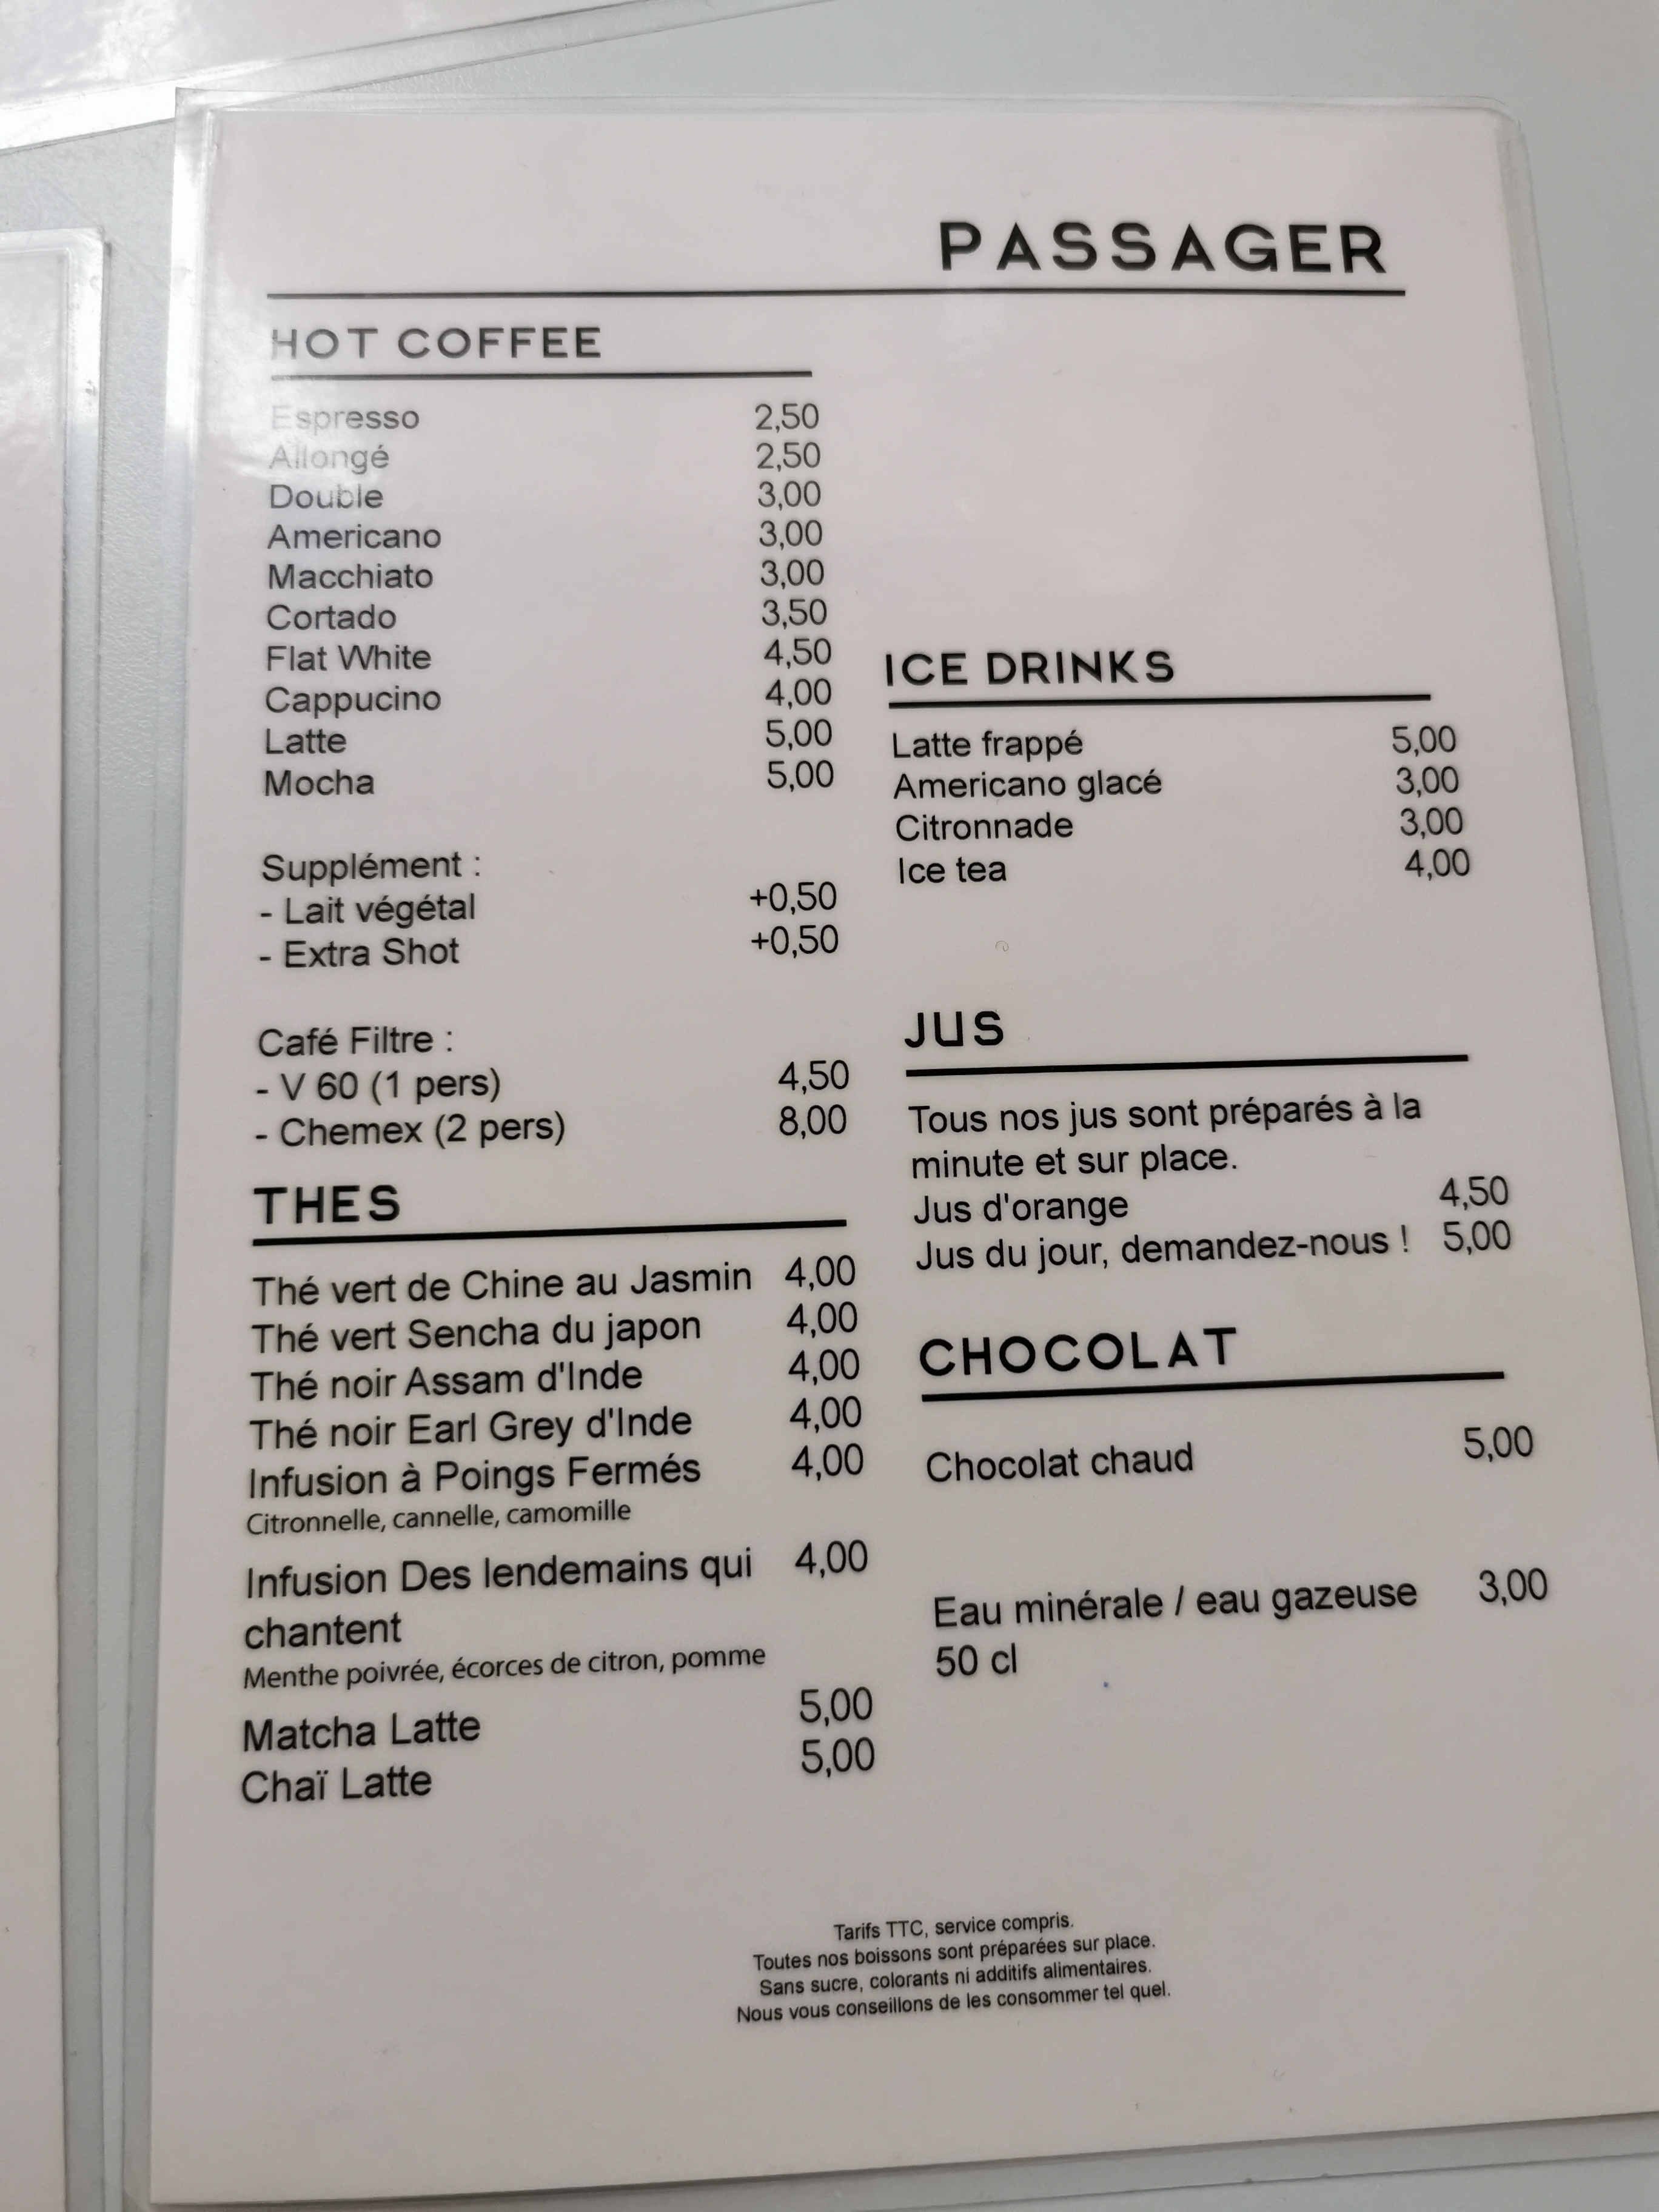 PASSAGER
HOT COFFEE
Espresso 2,50
Allongé 2,50
Double 3,00
Americano 3,00
Macchiato 3,00
Cortado 3,50
Flat White 4,50
Cappucino 4,00
Latte 5,00
Mocha 5,00
Supplément :
- Lait végétal +0,50
- Extra Shot +0,50
Café Filtre :
- V 60 (1 pers) 4,50
- Chemex (2 pers) 8,00
THES
Thé vert de Chine au Jasmin 4,00
Thé vert Sencha du japon 4,00
Thé noir Assam d'Inde 4,00
Thé noir Earl Grey d'Inde 4,00
Infusion à Poings Fermés 4,00
Citronnelle, cannelle, camomille
Infusion Des lendemains qui 4,00
chantent
Menthe poivrée, écorces de citron, pomme
Matcha Latte 5,00
Chaï Latte 5,00
ICE DRINKS
Latte frappé 5,00
Americano glacé 3,00
Citronnade 3,00
Ice tea 4,00
JUS
Tous nos jus sont préparés à la
minute et sur place.
Jus d'orange 4,50
Jus du jour, demandez-nous ! 5,00
CHOCOLAT
Chocolat chaud 5,00
Eau minérale / eau gazeuse 3,00
50 cl
Tarifs TTC, service compris.
Toutes nos boissons sont préparées sur place.
Sans sucre, colorants ni additifs alimentaires.
Nous vous conseillons de les consommer tel quel.